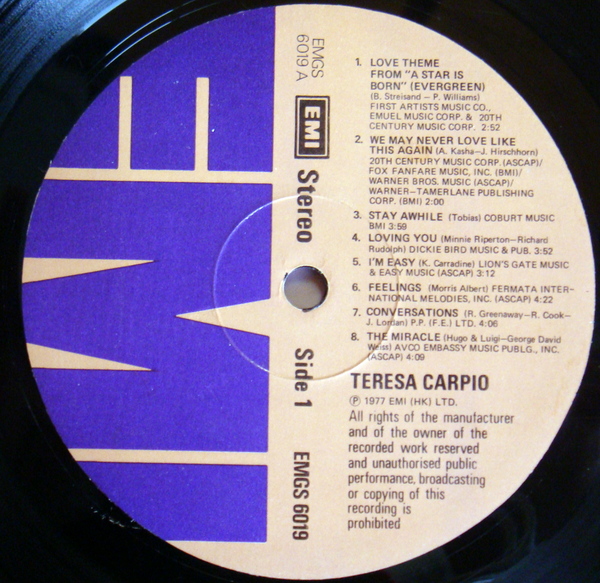 EMGS
6019 A
EMI
Stereo
Side 1
EMGS 6019
1. LOVE THEME
FROM "A STAR IS
BORN" (EVERGREEN)
(B. Streisand – P. Williams)
FIRST ARTISTS MUSIC CO.,
EMUEL MUSIC CORP. & 20TH
CENTURY MUSIC CORP. 2:52
2. WE MAY NEVER LOVE LIKE
THIS AGAIN (A. Kasha–J. Hirschhorn)
20TH CENTURY MUSIC CORP.(ASCAP)/
FOX FANFARE MUSIC, INC. (BMI)/
WARNER BROS. MUSIC (ASCAP)/
WARNER–TAMERLANE PUBLISHING
CORP. (BMI) 2:00
3. STAY AWHILE (Tobias) COBURT MUSIC
BMI 3:59
4. LOVING YOU (Minnie Riperton–Richard
Rudolph) DICKIE BIRD MUSIC & PUB. 3:52
5. I'M EASY (K. Carradine) LION'S GATE MUSIC
& EASY MUSIC (ASCAP) 3:12
6. FEELINGS (Morris Albert) FERMATA INTER-
NATIONAL MELODIES, INC. (ASCAP) 4:22
7. CONVERSATIONS (R. Greenaway–R. Cook–
J. Lordan) P.P. (F.E.) LTD. 4:06
8. THE MIRACLE (Hugo & Luigi–George David
Weiss) AVCO EMBASSY MUSIC PUBLG., INC.
(ASCAP) 4:09
TERESA CARPIO
Ⓟ 1977 EMI (HK) LTD.
All rights of the manufacturer
and of the owner of the
recorded work reserved
and unauthorised public
performance, broadcasting
or copying of this
recording is
prohibited